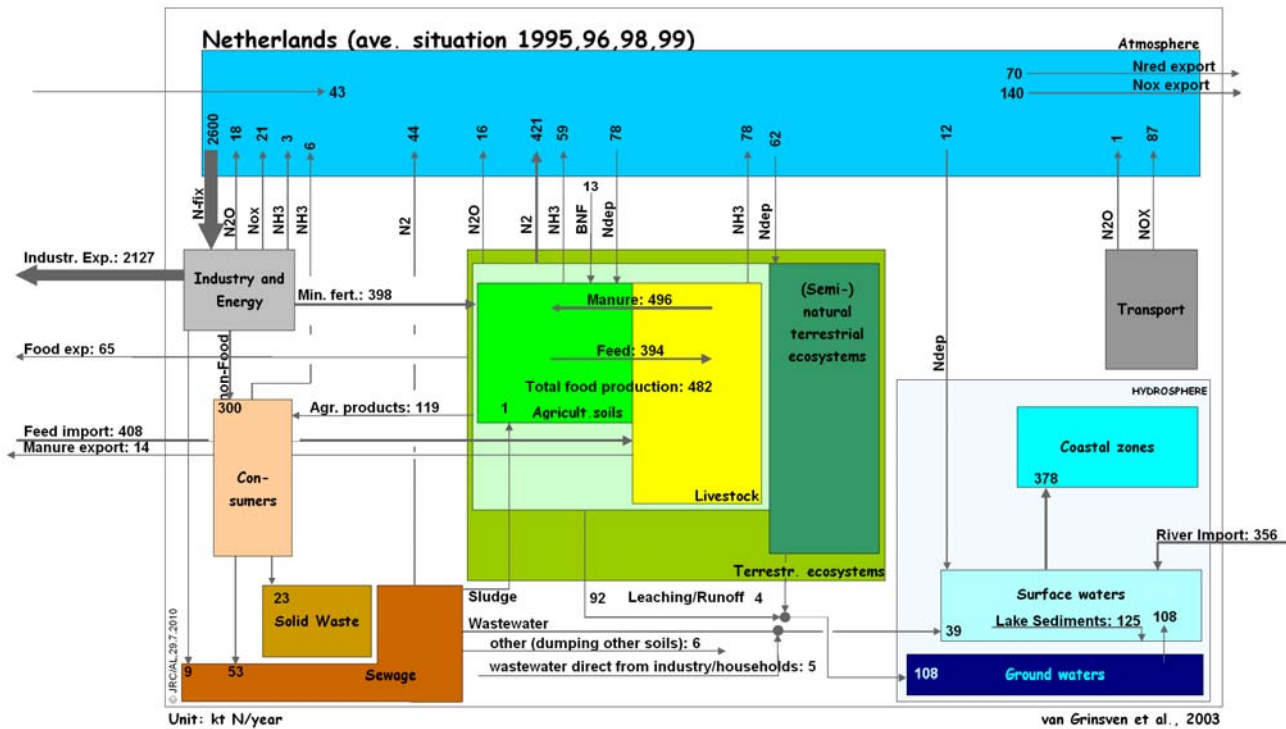 Netherlands (ave. situation 1995,96,98,99)
Atmosphere
Nred export
70
Nox export
140
43
2600
18
21
3
6
44
16
421
59
78
78
62
12
1
87
13
N-fix
N2O
Nox
NH3
NH3
N2
N2O
N2
NH3
BNF
Ndep
NH3
Ndep
N2O
NOX
Industr. Exp.: 2127
Industry and
Energy
Min. fert.: 398
Manure: 496
(Semi-)
natural
terrestrial
ecosystems
Transport
Food exp: 65
non-Food
Feed: 394
Ndep
Total food production: 482
HYDROSPHERE
300
Agr. products: 119
1
Agricult.soils
Feed import: 408
Manure export: 14
Coastal zones
Con-
sumers
378
Livestock
River Import: 356
Terrestr. ecosystems
23
Solid Waste
Sludge
92
Leaching/Runoff
4
Surface waters
Wastewater
39
Lake Sediments: 125
108
other (dumping other soils): 6
9
53
Sewage
wastewater direct from industry/households: 5
108
Ground waters
© JRC/AL,29.7.2010
Unit: kt N/year
van Grinsven et al., 2003